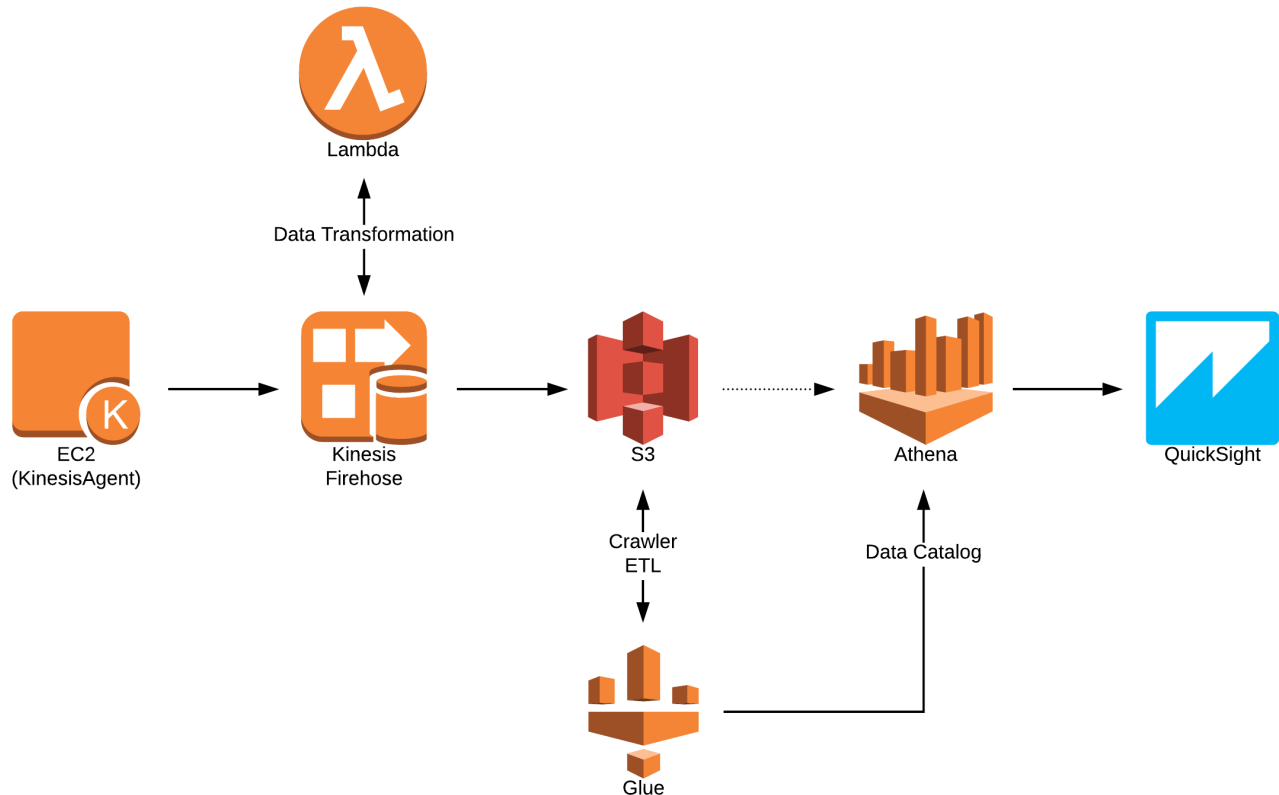 Lambda
Data Transformation
K
EC2
(KinesisAgent)
Kinesis
Firehose
S3
Athena
QuickSight
Crawler
ETL
Data Catalog
Glue